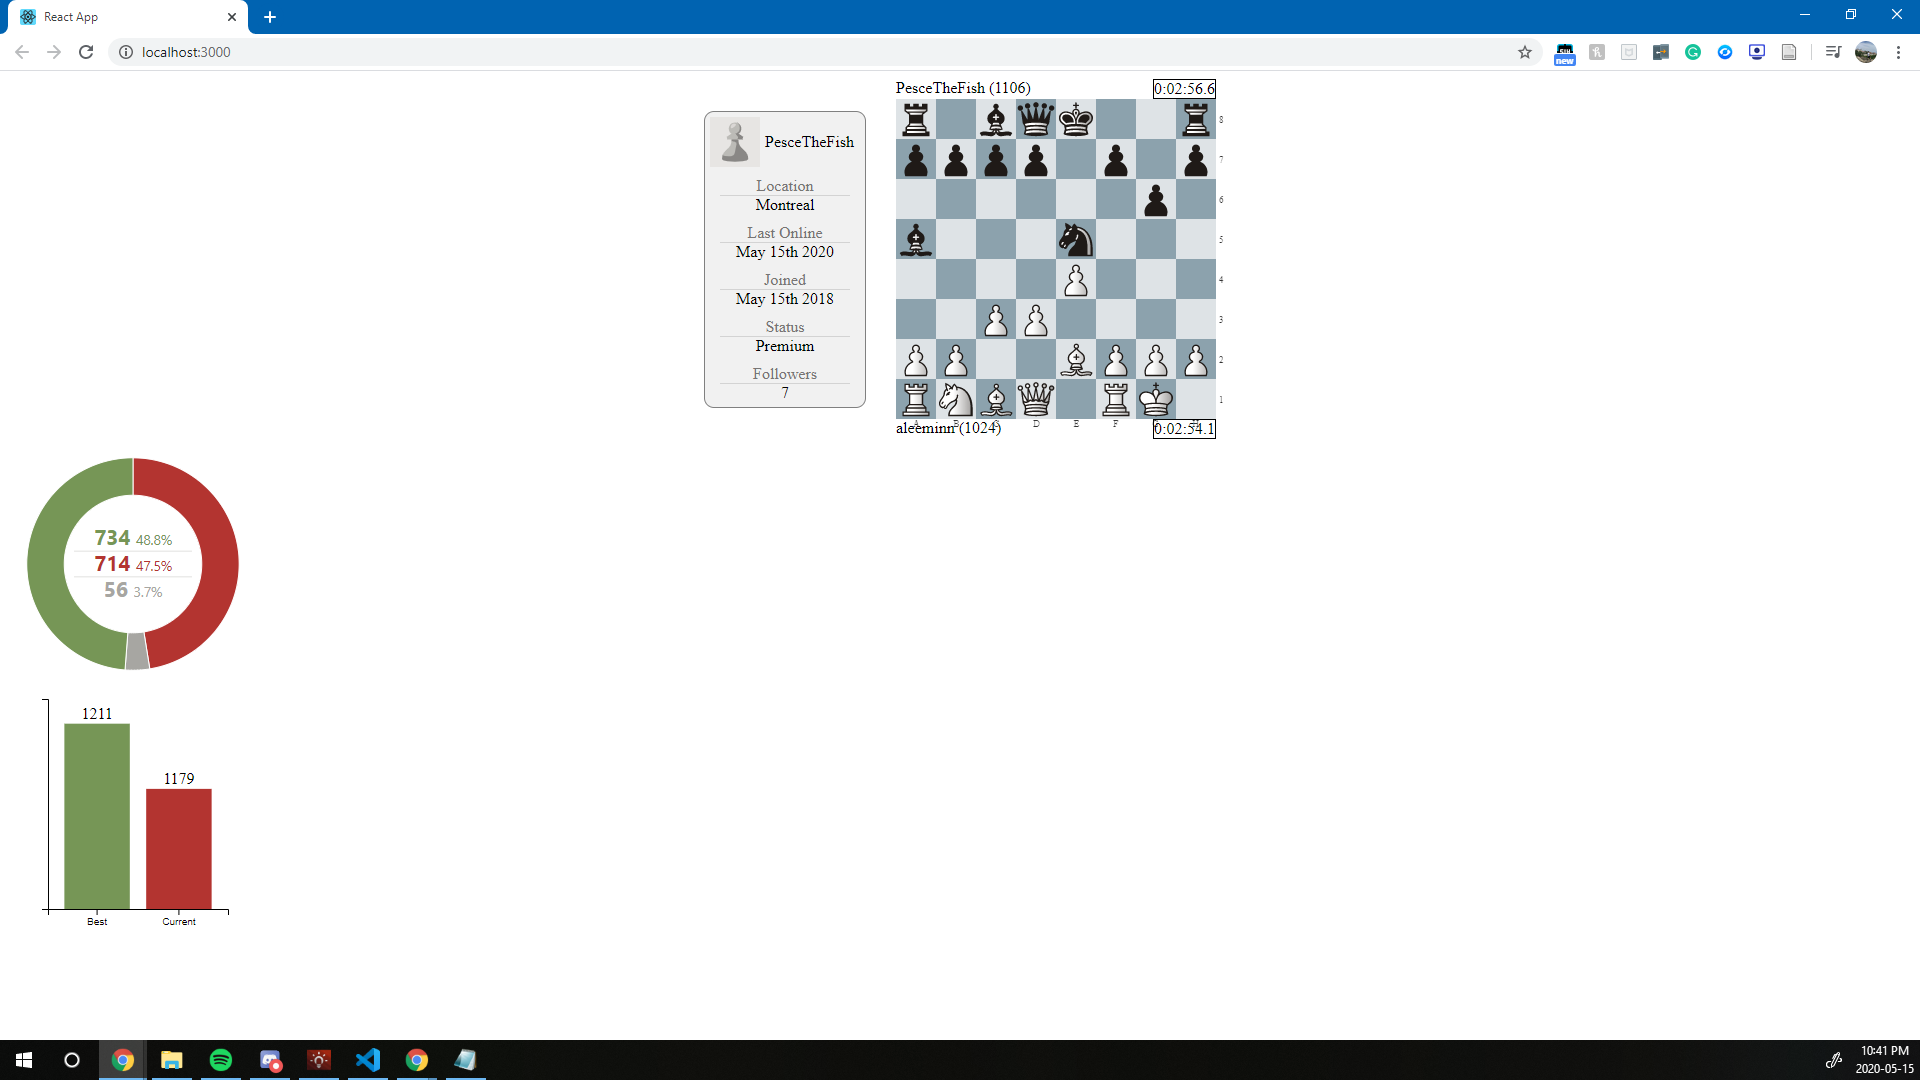 React App
localhost:3000
new
PesceTheFish (1106)
0:02:56.6
PesceTheFish
Location
Montreal
Last Online
May 15th 2020
Joined
May 15th 2018
Status
Premium
Followers
7
8
7
6
5
4
3
2
1
A B C D E F G H
aleeminn (1024)
0:02:54.1
734 48.8%
714 47.5%
56 3.7%
1211
1179
Best
Current
10:41 PM
2020-05-15